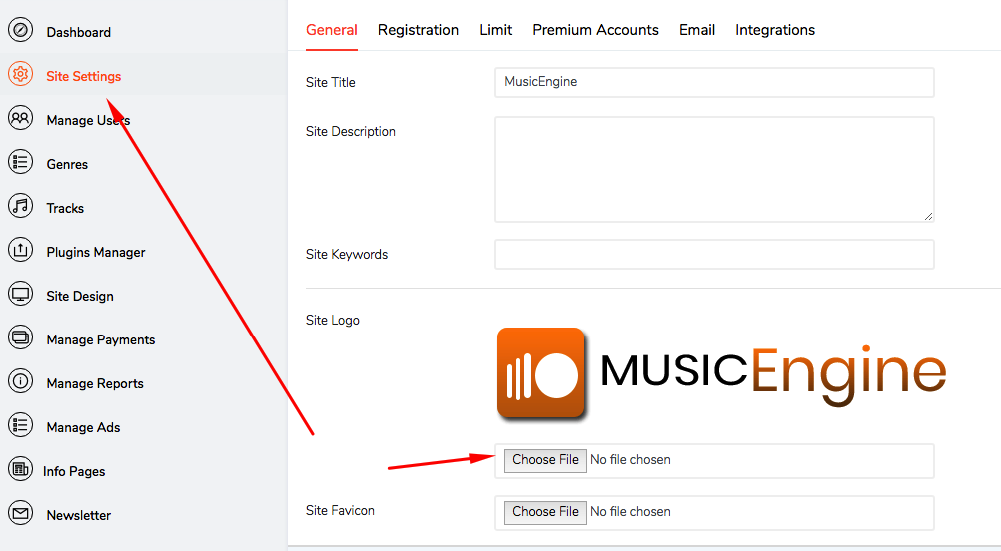 Dashboard
Site Settings
Manage Users
Genres
Tracks
Plugins Manager
Site Design
Manage Payments
Manage Reports
Manage Ads
Info Pages
Newsletter
General Registration Limit Premium Accounts Email Integrations
Site Title MusicEngine
Site Description
Site Keywords
Site Logo
MUSICEngine
Choose File No file chosen
Site Favicon Choose File No file chosen